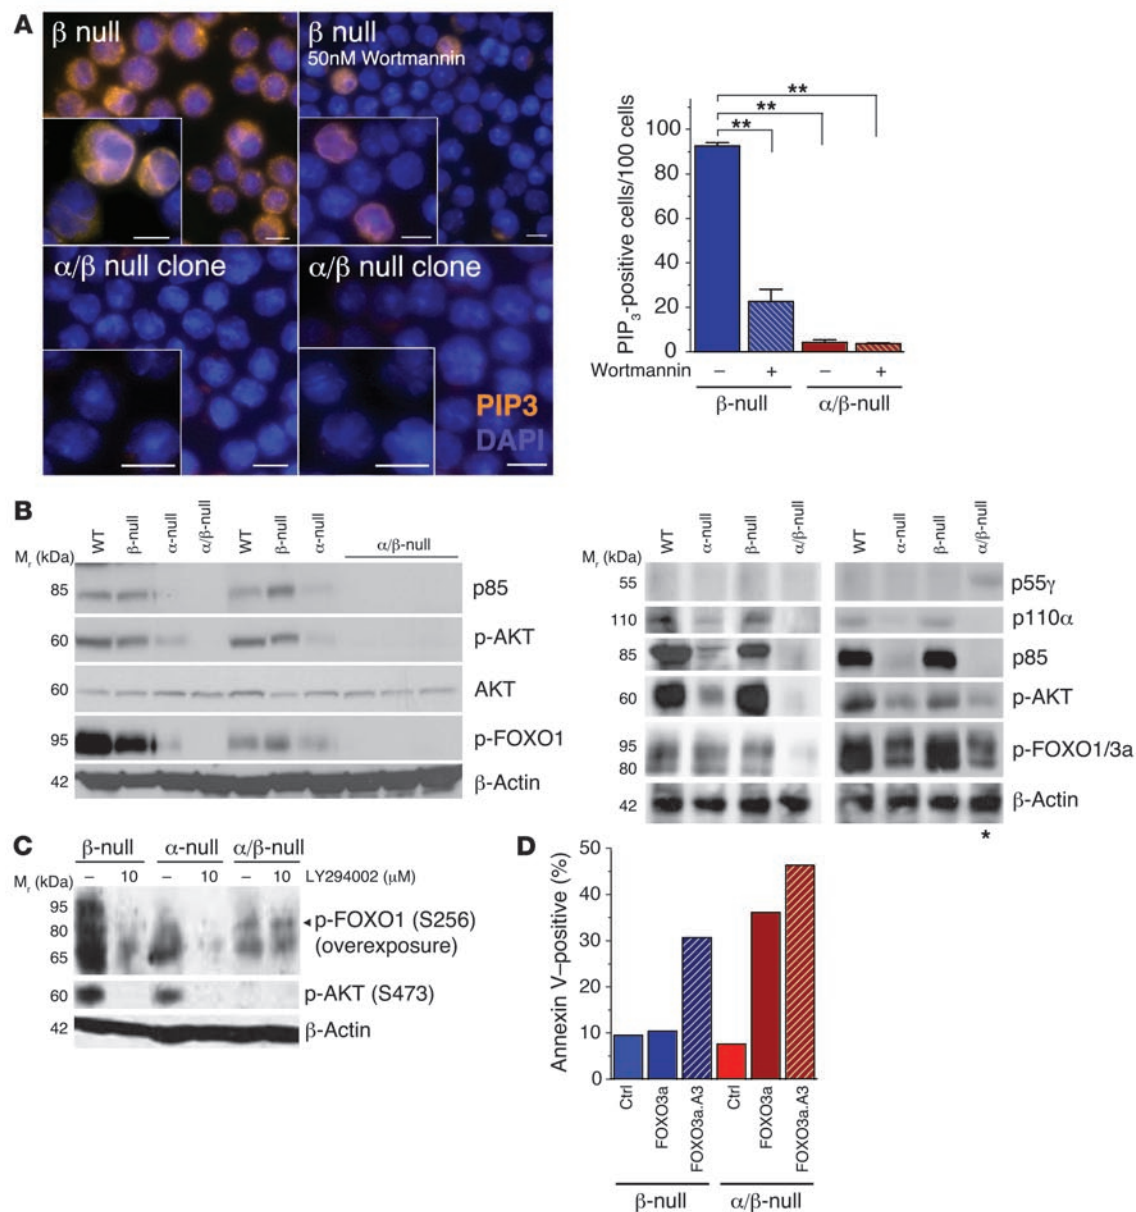 A
β null
β null
50nM Wortmannin
α/β null clone
α/β null clone
PIP3
DAPI
PIP3-positive cells/100 cells
100
80
60
40
20
0
** ** **
Wortmannin − + − +
β-null α/β-null
B
Mr (kDa) WT β-null α-null α/β-null WT β-null α-null α/β-null
85 p85
60 p-AKT
60 AKT
95 p-FOXO1
42 β-Actin
Mr (kDa) WT α-null β-null α/β-null WT α-null β-null α/β-null
55 p55γ
110 p110α
85 p85
60 p-AKT
95 p-FOXO1/3a
80
42 β-Actin
*
C
β-null α-null α/β-null
Mr (kDa) − 10 − 10 − 10 LY294002 (μM)
95
80 p-FOXO1 (S256)
65 (overexposure)
60 p-AKT (S473)
42 β-Actin
D
Annexin V–positive (%)
50
40
30
20
10
0
Ctrl FOXO3a FOXO3a.A3 Ctrl FOXO3a FOXO3a.A3
β-null α/β-null